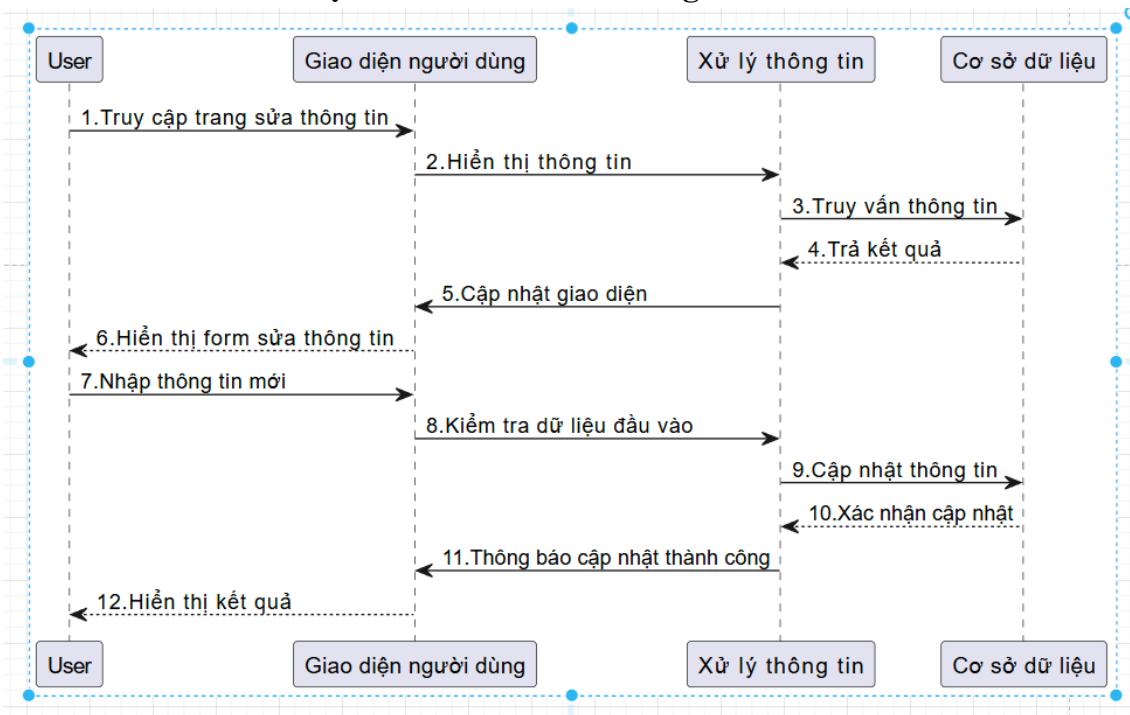 User
Giao diện người dùng
Xử lý thông tin
Cơ sở dữ liệu
1.Truy cập trang sửa thông tin
2.Hiển thị thông tin
3.Truy vấn thông tin
4.Trả kết quả
5.Cập nhật giao diện
6.Hiển thị form sửa thông tin
7.Nhập thông tin mới
8.Kiểm tra dữ liệu đầu vào
9.Cập nhật thông tin
10.Xác nhận cập nhật
11.Thông báo cập nhật thành công
12.Hiển thị kết quả
User
Giao diện người dùng
Xử lý thông tin
Cơ sở dữ liệu